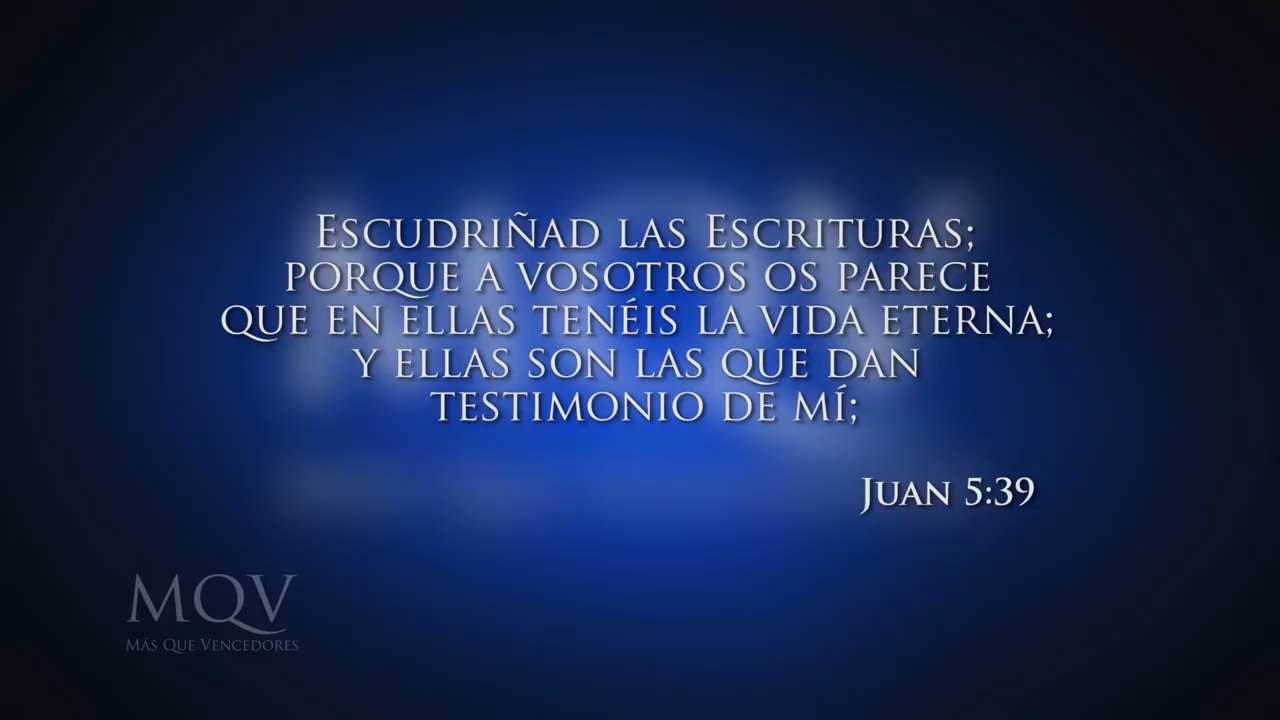 Escudriñad las Escrituras;
porque a vosotros os parece
que en ellas tenéis la vida eterna;
y ellas son las que dan
testimonio de mí;
Juan 5:39
MQV
Más Que Vencedores